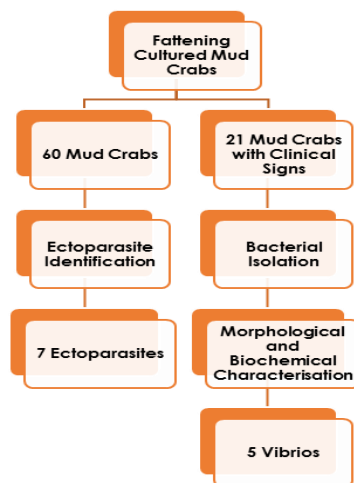 Fattening
Cultured Mud
Crabs
60 Mud Crabs
21 Mud Crabs
with Clinical
Signs
Ectoparasite
Identification
Bacterial
Isolation
7 Ectoparasites
Morphological
and
Biochemical
Characterisation
5 Vibrios